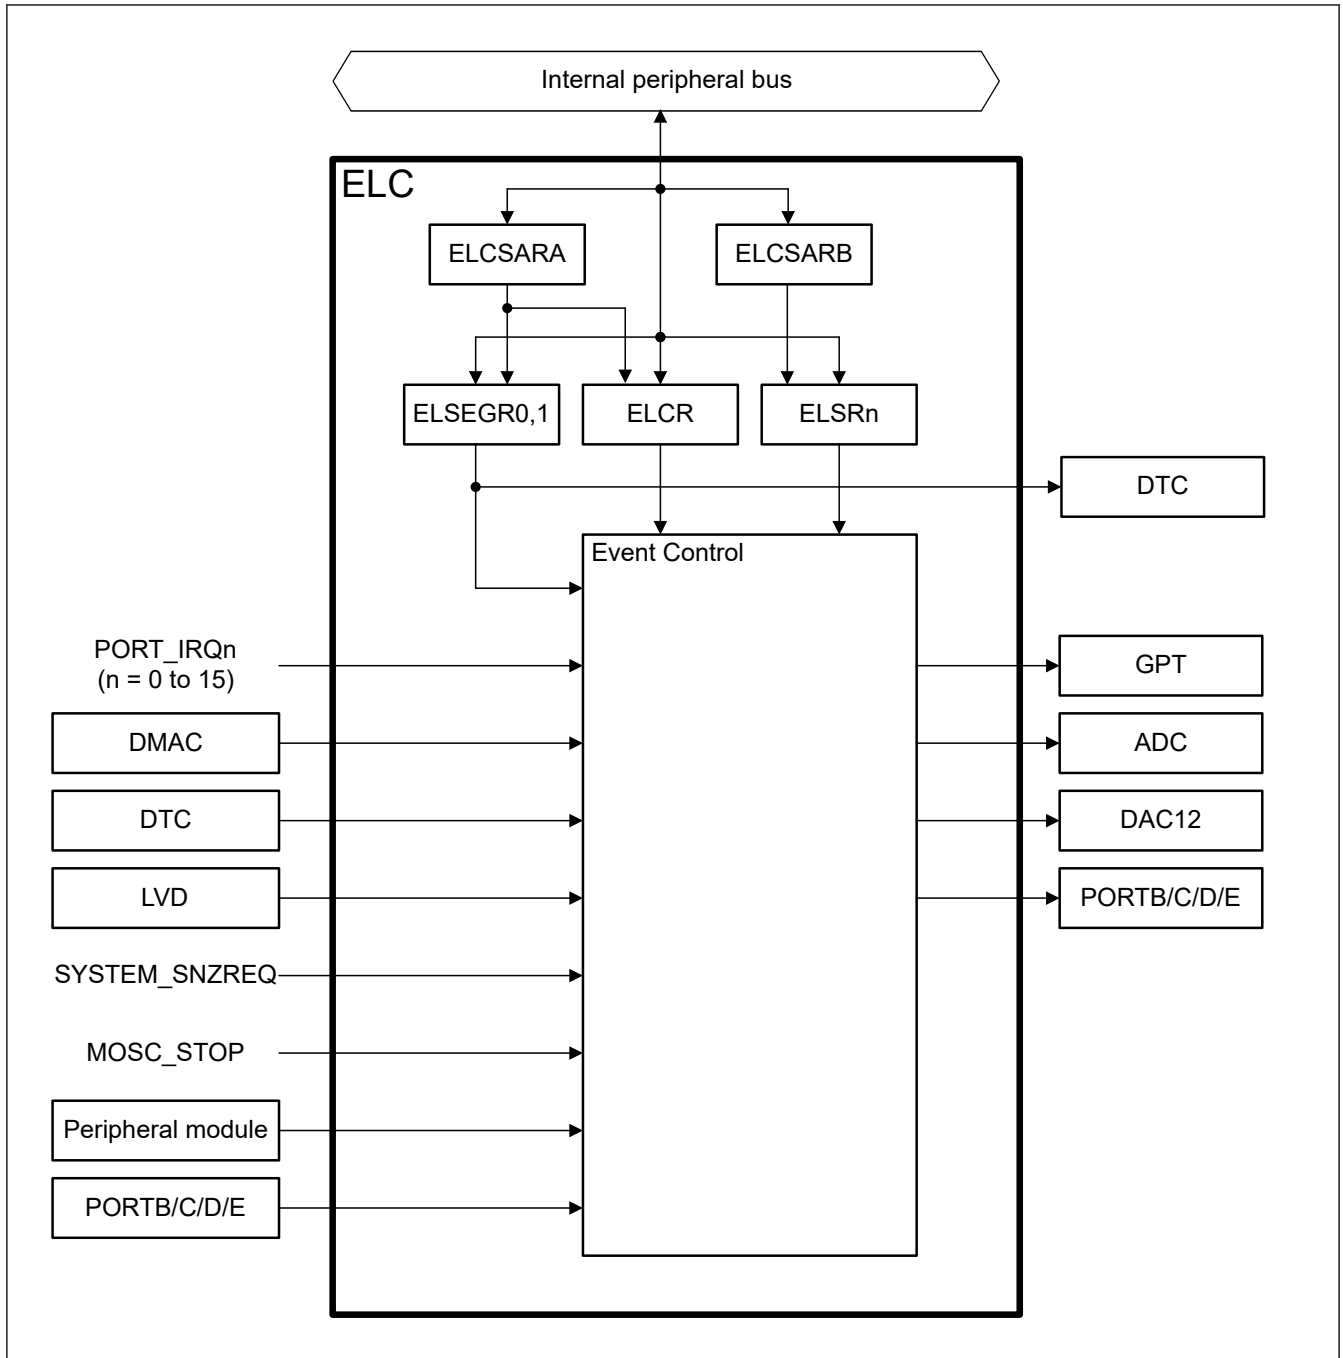 Internal peripheral bus
ELC
ELCSARA
ELCSARB
ELSEGR0,1
ELCR
ELSRn
DTC
Event Control
PORT_IRQn
(n = 0 to 15)
GPT
DMAC
ADC
DTC
DAC12
LVD
PORTB/C/D/E
SYSTEM_SNZREQ
MOSC_STOP
Peripheral module
PORTB/C/D/E